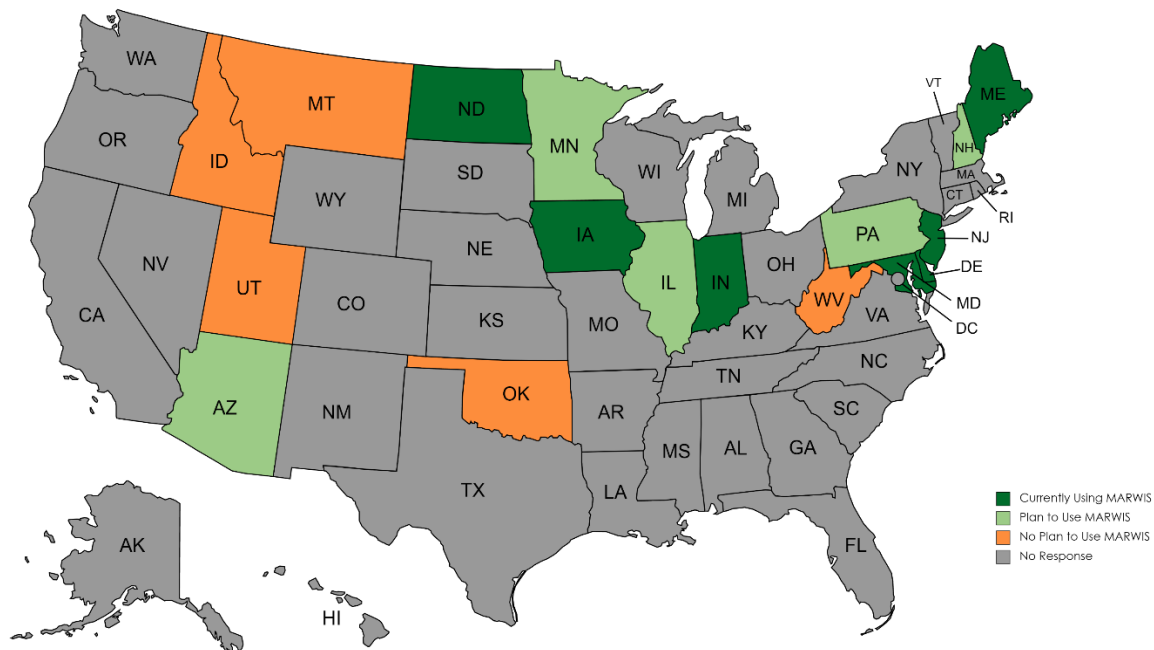 WA
OR
CA
NV
ID
MT
WY
UT
AZ
CO
NM
ND
SD
NE
KS
OK
TX
MN
IA
MO
AR
LA
WI
IL
MI
IN
OH
KY
TN
MS
AL
GA
FL
SC
NC
VA
WV
PA
NY
VT
NH
ME
MA
CT
RI
NJ
DE
MD
DC
AK
HI
Currently Using MARWIS
Plan to Use MARWIS
No Plan to Use MARWIS
No Response